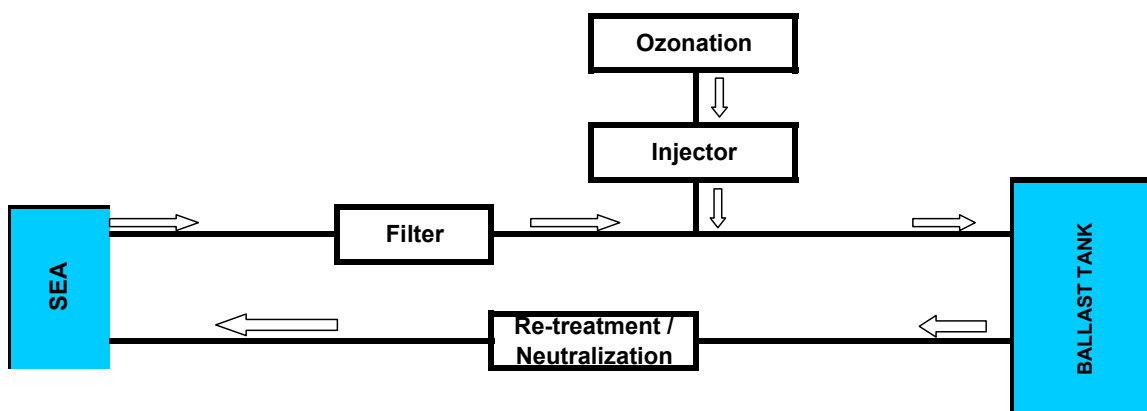 Ozonation
Injector
Filter
SEA
BALLAST TANK
Re-treatment /
Neutralization